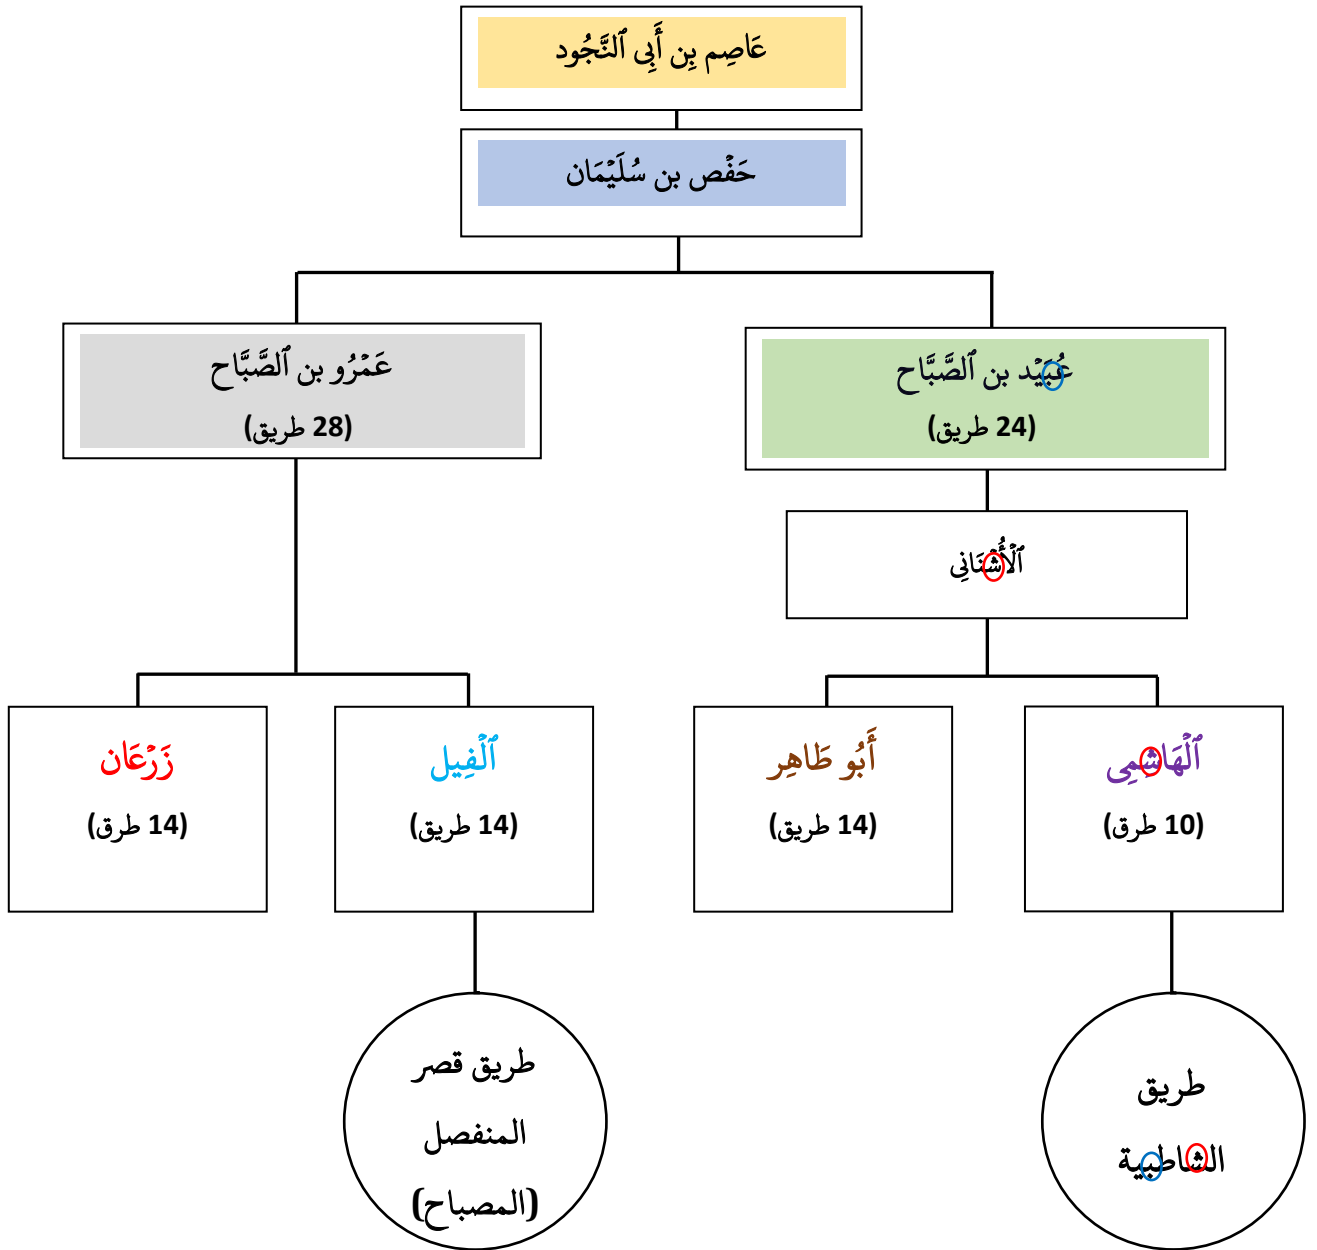 عَاصِم بِن أَبِى ٱلنَّجُود
حَفْص بن سُلَيْمَان
عُبَيْد بن ٱلصَّبَّاح
(24 طريق)
عَمْرُو بن ٱلصَّبَّاح
(28 طريق)
ٱلْأُشْنَانِى
ٱلْهَاشِمِى
(10 طرق)
أَبُو طَاهِر
(14 طريق)
ٱلْفِيل
(14 طريق)
زَرْعَان
(14 طرق)
طريق
الشاطبية
طريق قصر
المنفصل
(المصباح)